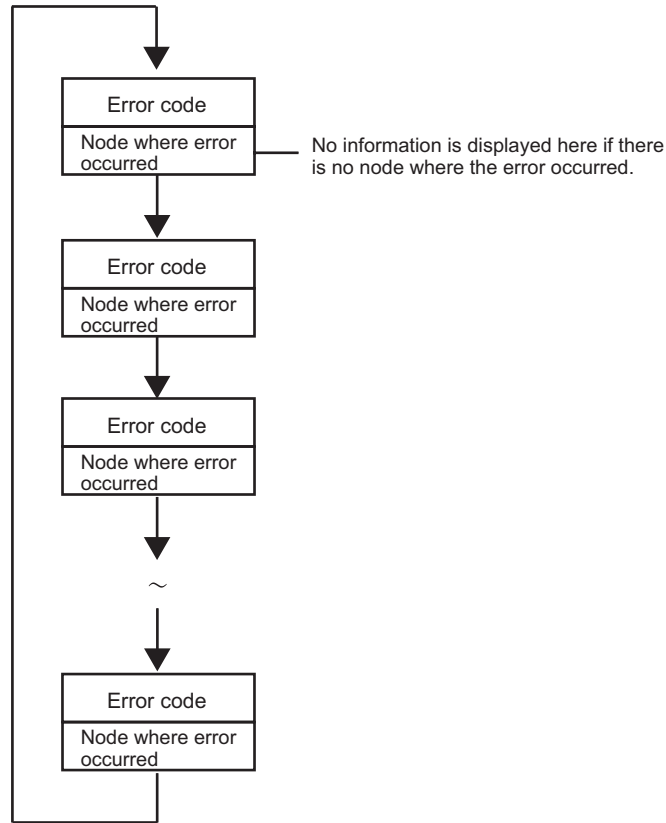 Error code
Node where error
occurred
No information is displayed here if there
is no node where the error occurred.
Error code
Node where error
occurred
Error code
Node where error
occurred
~
Error code
Node where error
occurred